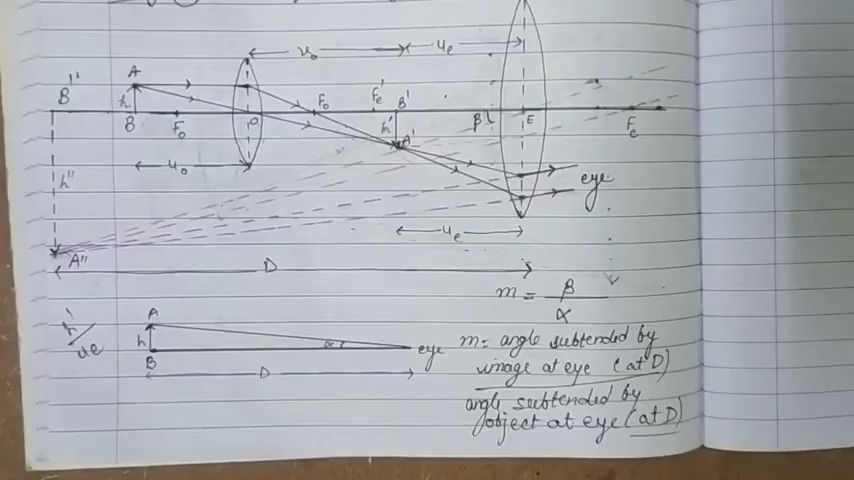 v₀ u_e
A
B'' h F₀ O F₀ F_e' B' β E F_e
B h' A'
u₀
h'' eye
u_e
A''
D
m = β/α
h'/u_e A
h α eye m = angle subtended by
B image at eye (at D)
D angle subtended by
object at eye (at D)